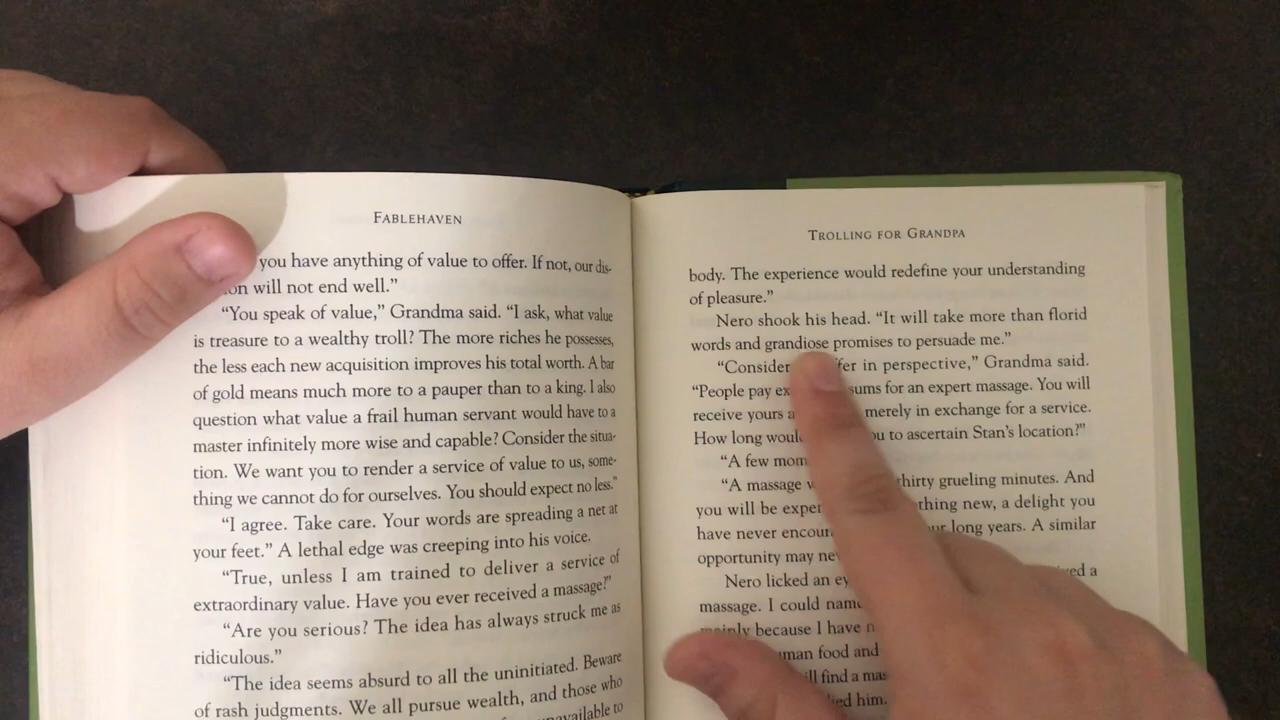 FABLEHAVEN
you have anything of value to offer. If not, our dis-
on will not end well.”
“You speak of value,” Grandma said. “I ask, what value
is treasure to a wealthy troll? The more riches he possesses,
the less each new acquisition improves his total worth. A bar
of gold means much more to a pauper than to a king. I also
question what value a frail human servant would have to a
master infinitely more wise and capable? Consider the situa-
tion. We want you to render a service of value to us, some-
thing we cannot do for ourselves. You should expect no less.”
“I agree. Take care. Your words are spreading a net at
your feet.” A lethal edge was creeping into his voice.
“True, unless I am trained to deliver a service of
extraordinary value. Have you ever received a massage?”
“Are you serious? The idea has always struck me as
ridiculous.”
“The idea seems absurd to all the uninitiated. Beware
of rash judgments. We all pursue wealth, and those who
unavailable to
TROLLING FOR GRANDPA
body. The experience would redefine your understanding
of pleasure.”
Nero shook his head. “It will take more than florid
words and grandiose promises to persuade me.”
“Consider fer in perspective,” Grandma said.
“People pay ex sums for an expert massage. You will
receive yours a merely in exchange for a service.
How long woul ou to ascertain Stan’s location?”
“A few mom
“A massage w thirty grueling minutes. And
you will be exper thing new, a delight you
have never encoun ur long years. A similar
opportunity may nev
Nero licked an ey ived a
massage. I could name
mainly because I have n
man food and
ill find a mas
lied him.